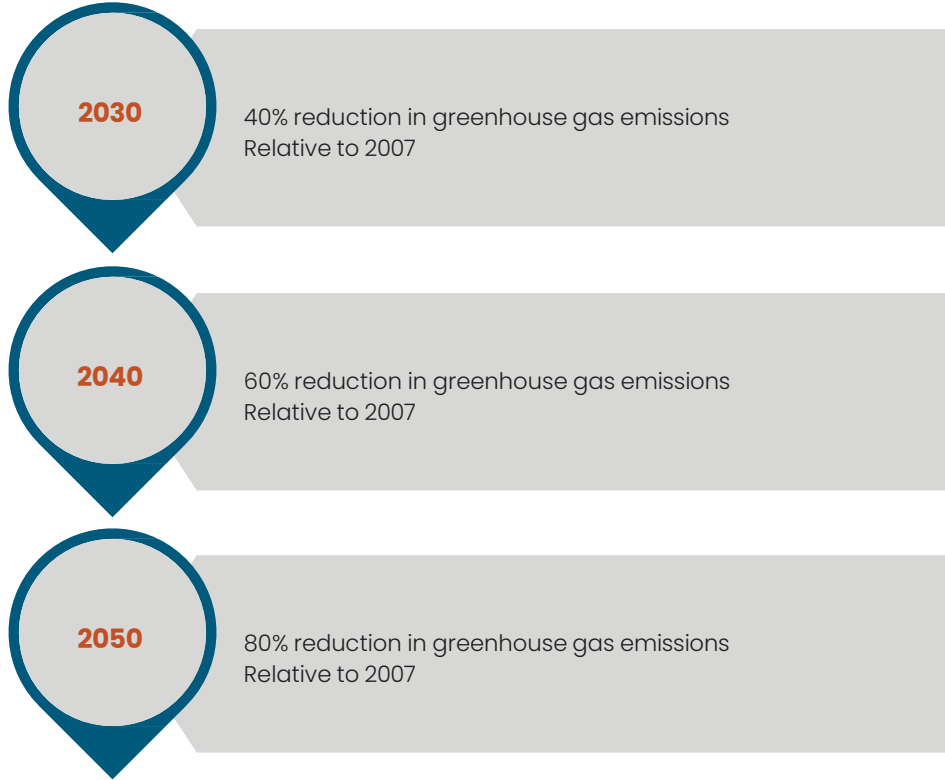 2030
40% reduction in greenhouse gas emissions
Relative to 2007
2040
60% reduction in greenhouse gas emissions
Relative to 2007
2050
80% reduction in greenhouse gas emissions
Relative to 2007